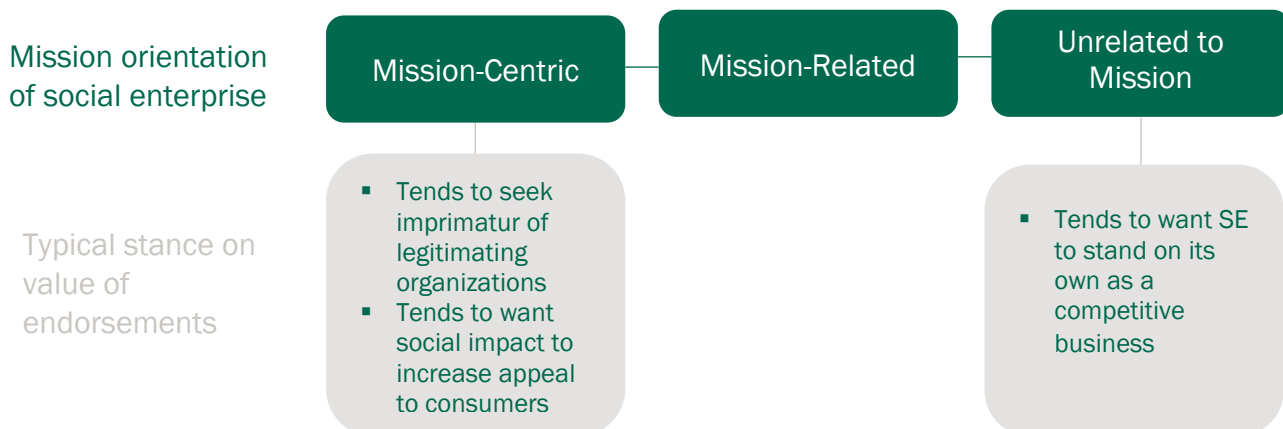 Mission orientation
of social enterprise
Mission-Centric
Mission-Related
Unrelated to
Mission
Typical stance on
value of
endorsements
▪ Tends to seek
imprimatur of
legitimating
organizations
▪ Tends to want
social impact to
increase appeal
to consumers
▪ Tends to want SE
to stand on its
own as a
competitive
business